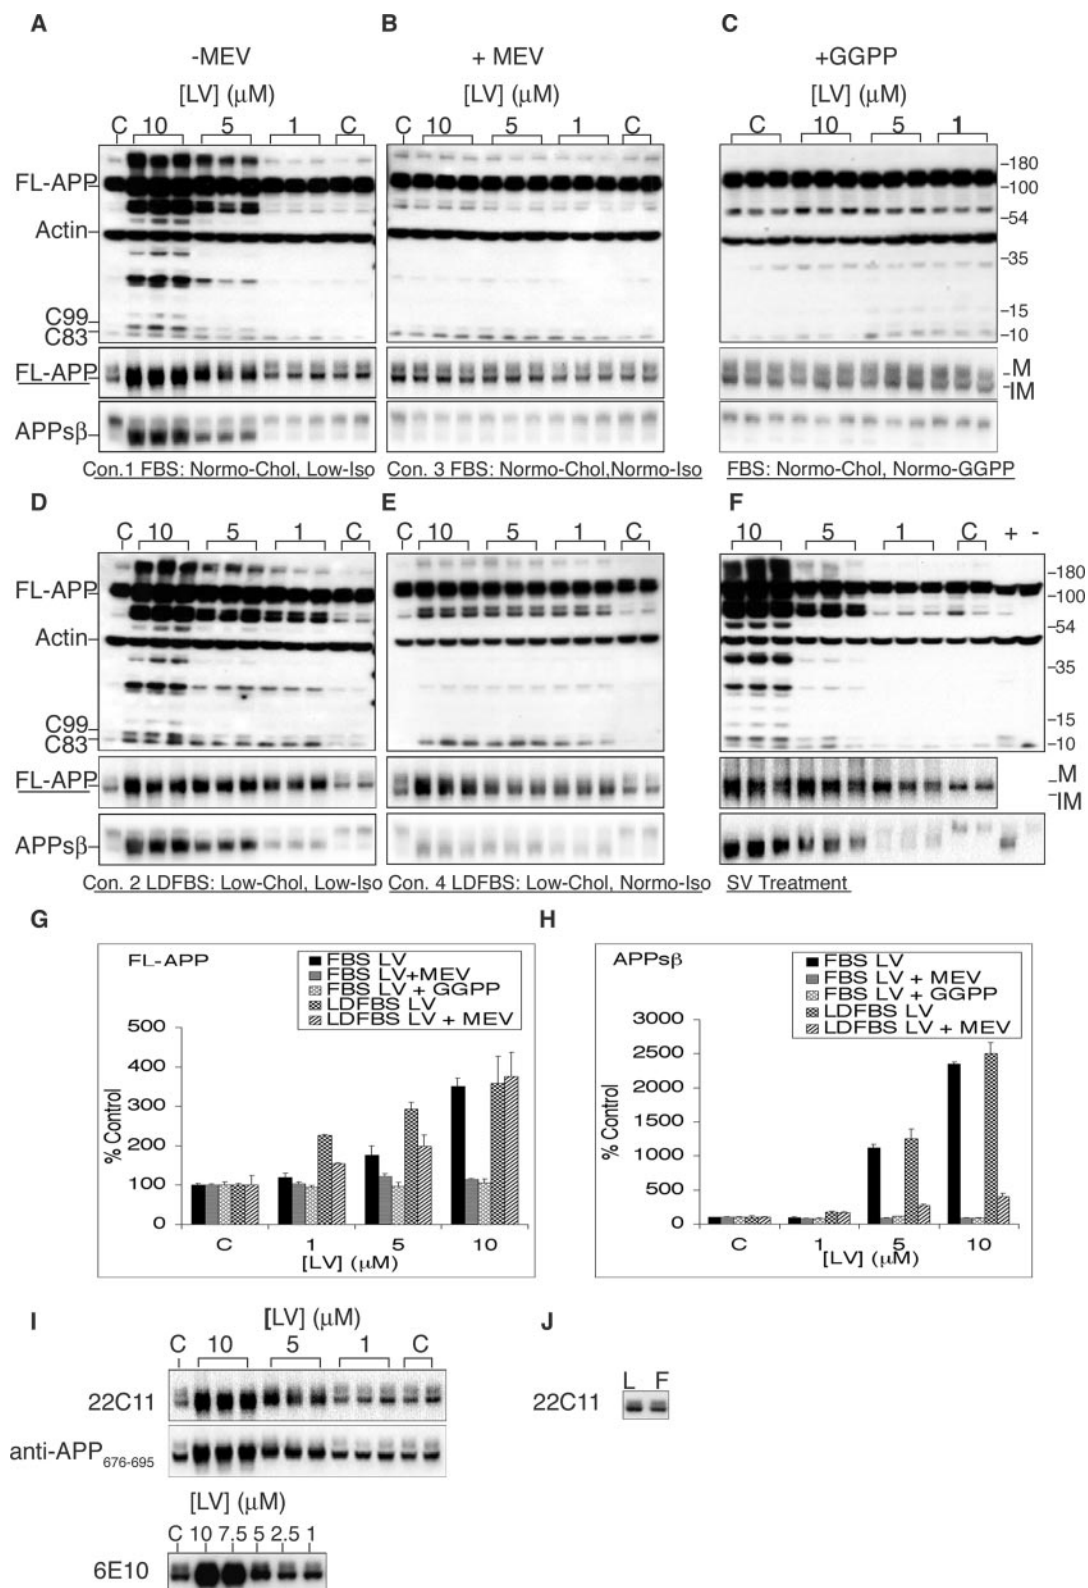 A B C
-MEV + MEV +GGPP
[LV] (μM) [LV] (μM) [LV] (μM)
C 10 5 1 C C 10 5 1 C C 10 5 1
FL-APP
Actin
C99
C83
-180
-100
-54
-35
-15
-10
FL-APP
M
IM
APPsβ
Con.1 FBS: Normo-Chol, Low-Iso Con. 3 FBS: Normo-Chol,Normo-Iso FBS: Normo-Chol, Normo-GGPP
D E F
C 10 5 1 C C 10 5 1 C 10 5 1 C + -
FL-APP
Actin
C99
C83
-180
-100
-54
-35
-15
-10
FL-APP
M
IM
APPsβ
Con. 2 LDFBS: Low-Chol, Low-Iso Con. 4 LDFBS: Low-Chol, Normo-Iso SV Treatment
G
FL-APP
FBS LV
FBS LV+MEV
FBS LV + GGPP
LDFBS LV
LDFBS LV + MEV
500
400
300
200
100
0
% Control
C 1 5 10
[LV] (μM)
H
APPsβ
FBS LV
FBS LV + MEV
FBS LV + GGPP
LDFBS LV
LDFBS LV + MEV
3000
2500
2000
1500
1000
500
0
% Control
C 1 5 10
[LV] (μM)
I
[LV] (μM)
C 10 5 1 C
22C11
anti-APP676-695
[LV] (μM)
C 10 7.5 5 2.5 1
6E10
J
L F
22C11